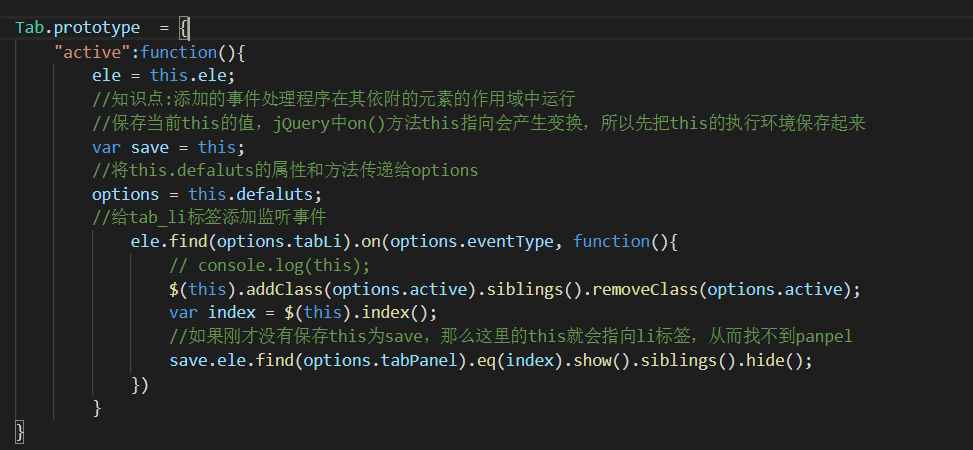 Tab.prototype  = {
    "active":function(){
        ele = this.ele;
        //知识点:添加的事件处理程序在其依附的元素的作用域中运行
        //保存当前this的值，jQuery中on()方法this指向会产生变换，所以先把this的执行环境保存起来
        var save = this;
        //将this.defaluts的属性和方法传递给options
        options = this.defaluts;
        //给tab_li标签添加监听事件
            ele.find(options.tabLi).on(options.eventType, function(){
                // console.log(this);
                $(this).addClass(options.active).siblings().removeClass(options.active);
                var index = $(this).index();
                //如果刚才没有保存this为save，那么这里的this就会指向li标签，从而找不到panpel
                save.ele.find(options.tabPanel).eq(index).show().siblings().hide();
            })
        }
}